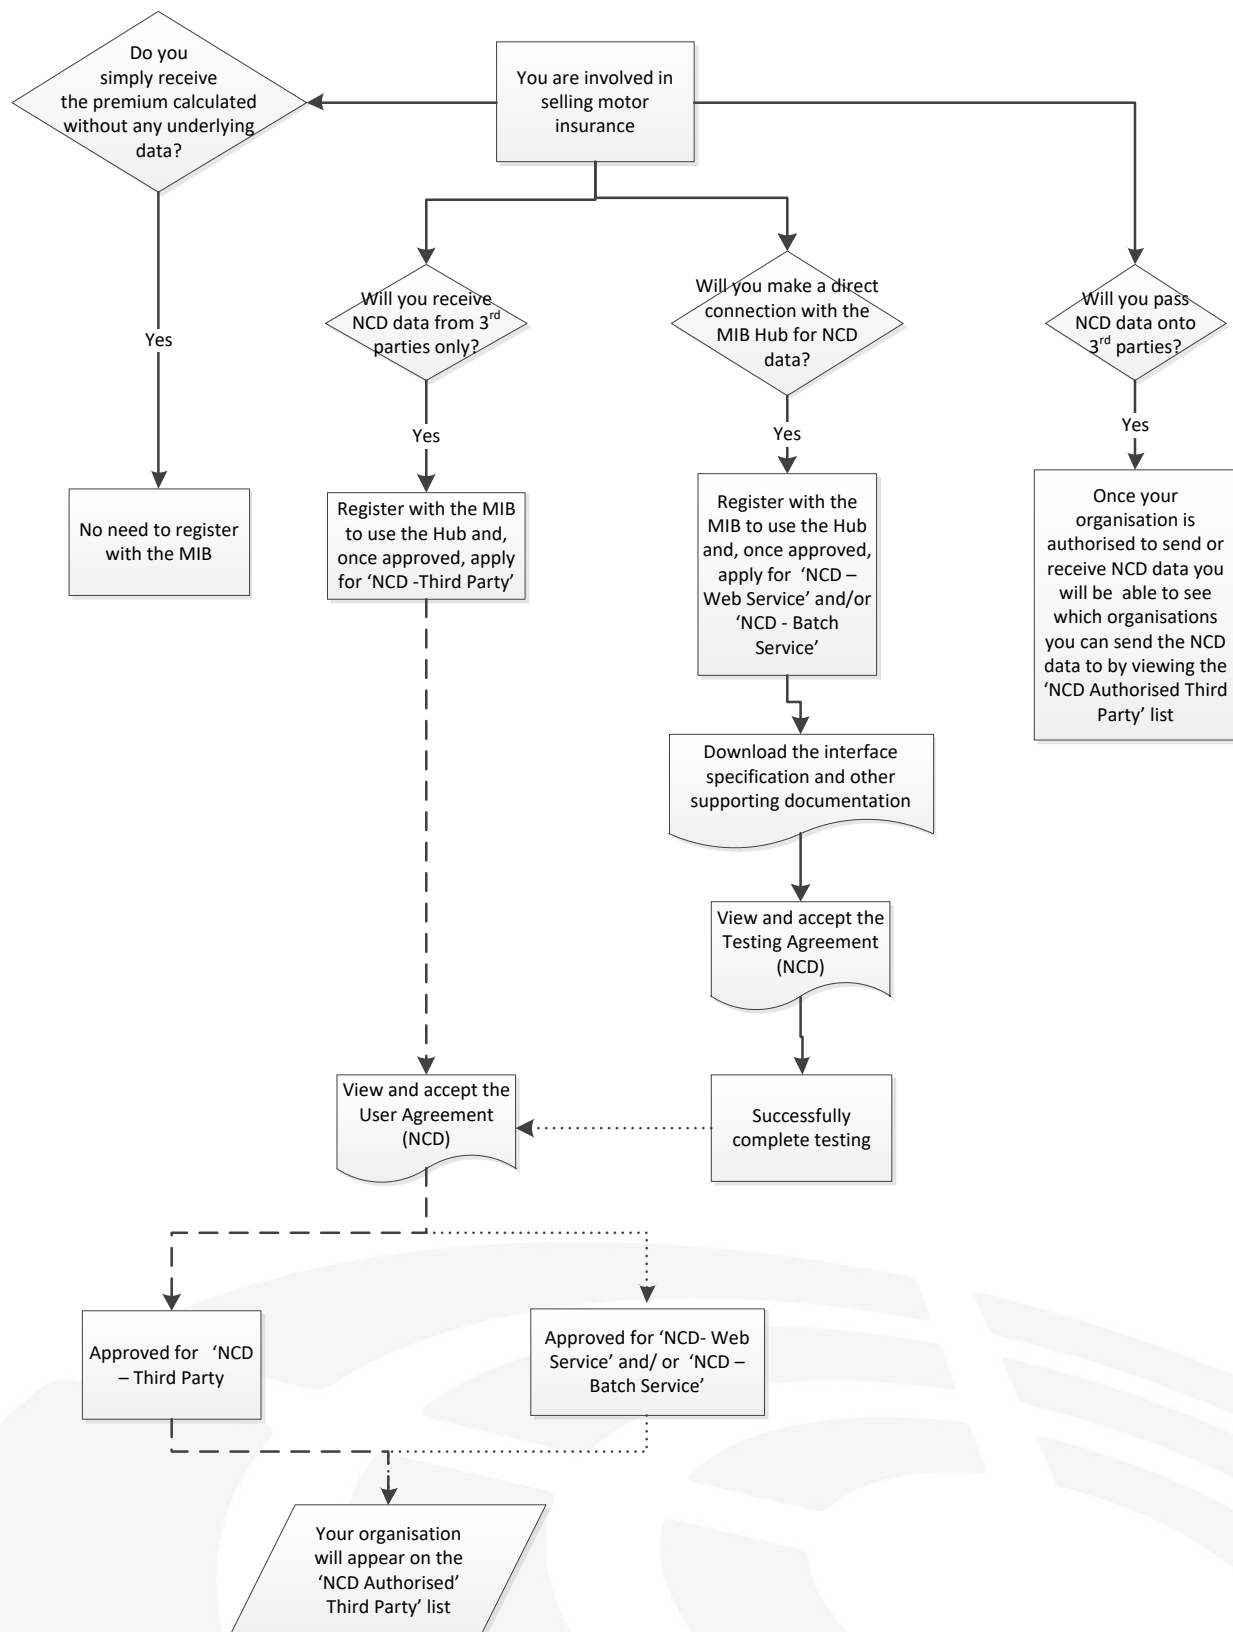 Do you
simply receive
the premium calculated
without any underlying
data?
You are involved in
selling motor
insurance
Will you receive
NCD data from 3rd
parties only?
Will you make a direct
connection with the
MIB Hub for NCD
data?
Will you pass
NCD data onto
3rd parties?
Yes
Yes
Yes
Yes
No need to register
with the MIB
Register with the MIB
to use the Hub and,
once approved, apply
for ‘NCD -Third Party’
Register with the
MIB to use the Hub
and, once approved,
apply for ‘NCD –
Web Service’ and/or
‘NCD - Batch
Service’
Once your
organisation is
authorised to send or
receive NCD data you
will be able to see
which organisations
you can send the NCD
data to by viewing the
‘NCD Authorised Third
Party’ list
Download the interface
specification and other
supporting documentation
View and accept the
Testing Agreement
(NCD)
View and accept the
User Agreement
(NCD)
Successfully
complete testing
Approved for ‘NCD
– Third Party
Approved for ‘NCD- Web
Service’ and/ or ‘NCD –
Batch Service’
Your organisation
will appear on the
‘NCD Authorised’
Third Party’ list